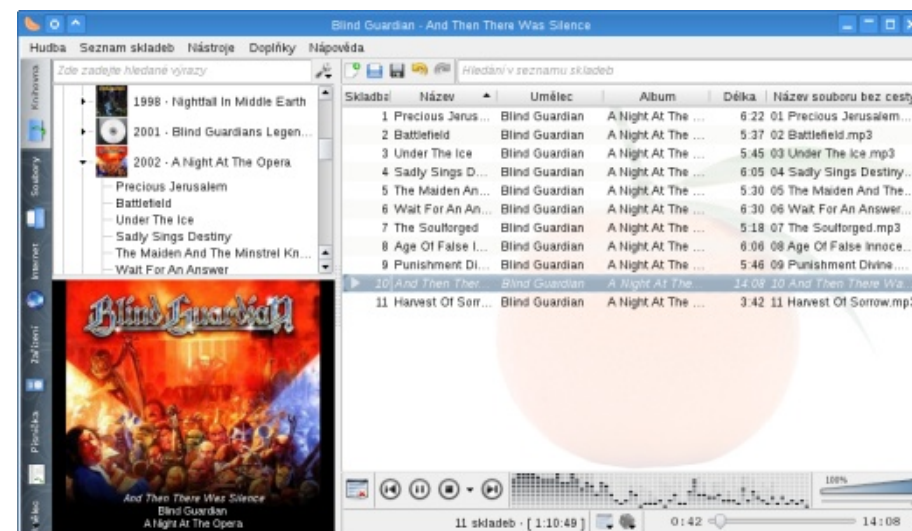 Blind Guardian - And Then There Was Silence
Hudba Seznam skladeb Nástroje Doplňky Nápověda
Knihovna
Soubory
Internet
Zařízení
Písnička
Zde zadejte hledané výrazy
1998 - Nightfall In Middle Earth
2001 - Blind Guardians Legen...
2002 - A Night At The Opera
Precious Jerusalem
Battlefield
Under The Ice
Sadly Sings Destiny
The Maiden And The Minstrel Kn...
Wait For An Answer
Blind Guardian
And Then There Was Silence
Blind Guardian
A Night At The Opera
Hledání v seznamu skladeb
Skladba Název Umělec Album Délka Název souboru bez cesty
1 Precious Jerus... Blind Guardian A Night At The ... 6:22 01 Precious Jerusalem...
2 Battlefield Blind Guardian A Night At The ... 5:37 02 Battlefield.mp3
3 Under The Ice Blind Guardian A Night At The ... 5:45 03 Under The Ice.mp3
4 Sadly Sings D... Blind Guardian A Night At The ... 6:05 04 Sadly Sings Destiny...
5 The Maiden An... Blind Guardian A Night At The ... 5:30 05 The Maiden And The...
6 Wait For An An... Blind Guardian A Night At The ... 6:30 06 Wait For An Answer...
7 The Soulforged Blind Guardian A Night At The ... 5:18 07 The Soulforged.mp3
8 Age Of False I... Blind Guardian A Night At The ... 6:06 08 Age Of False Innoce...
9 Punishment Di... Blind Guardian A Night At The ... 5:46 09 Punishment Divine....
10 And Then Ther... Blind Guardian A Night At The ... 14:08 10 And Then There Wa...
11 Harvest Of Sorr... Blind Guardian A Night At The ... 3:42 11 Harvest Of Sorrow.mp3
100%
11 skladeb - [ 1:10:49 ] 0:42 14:08